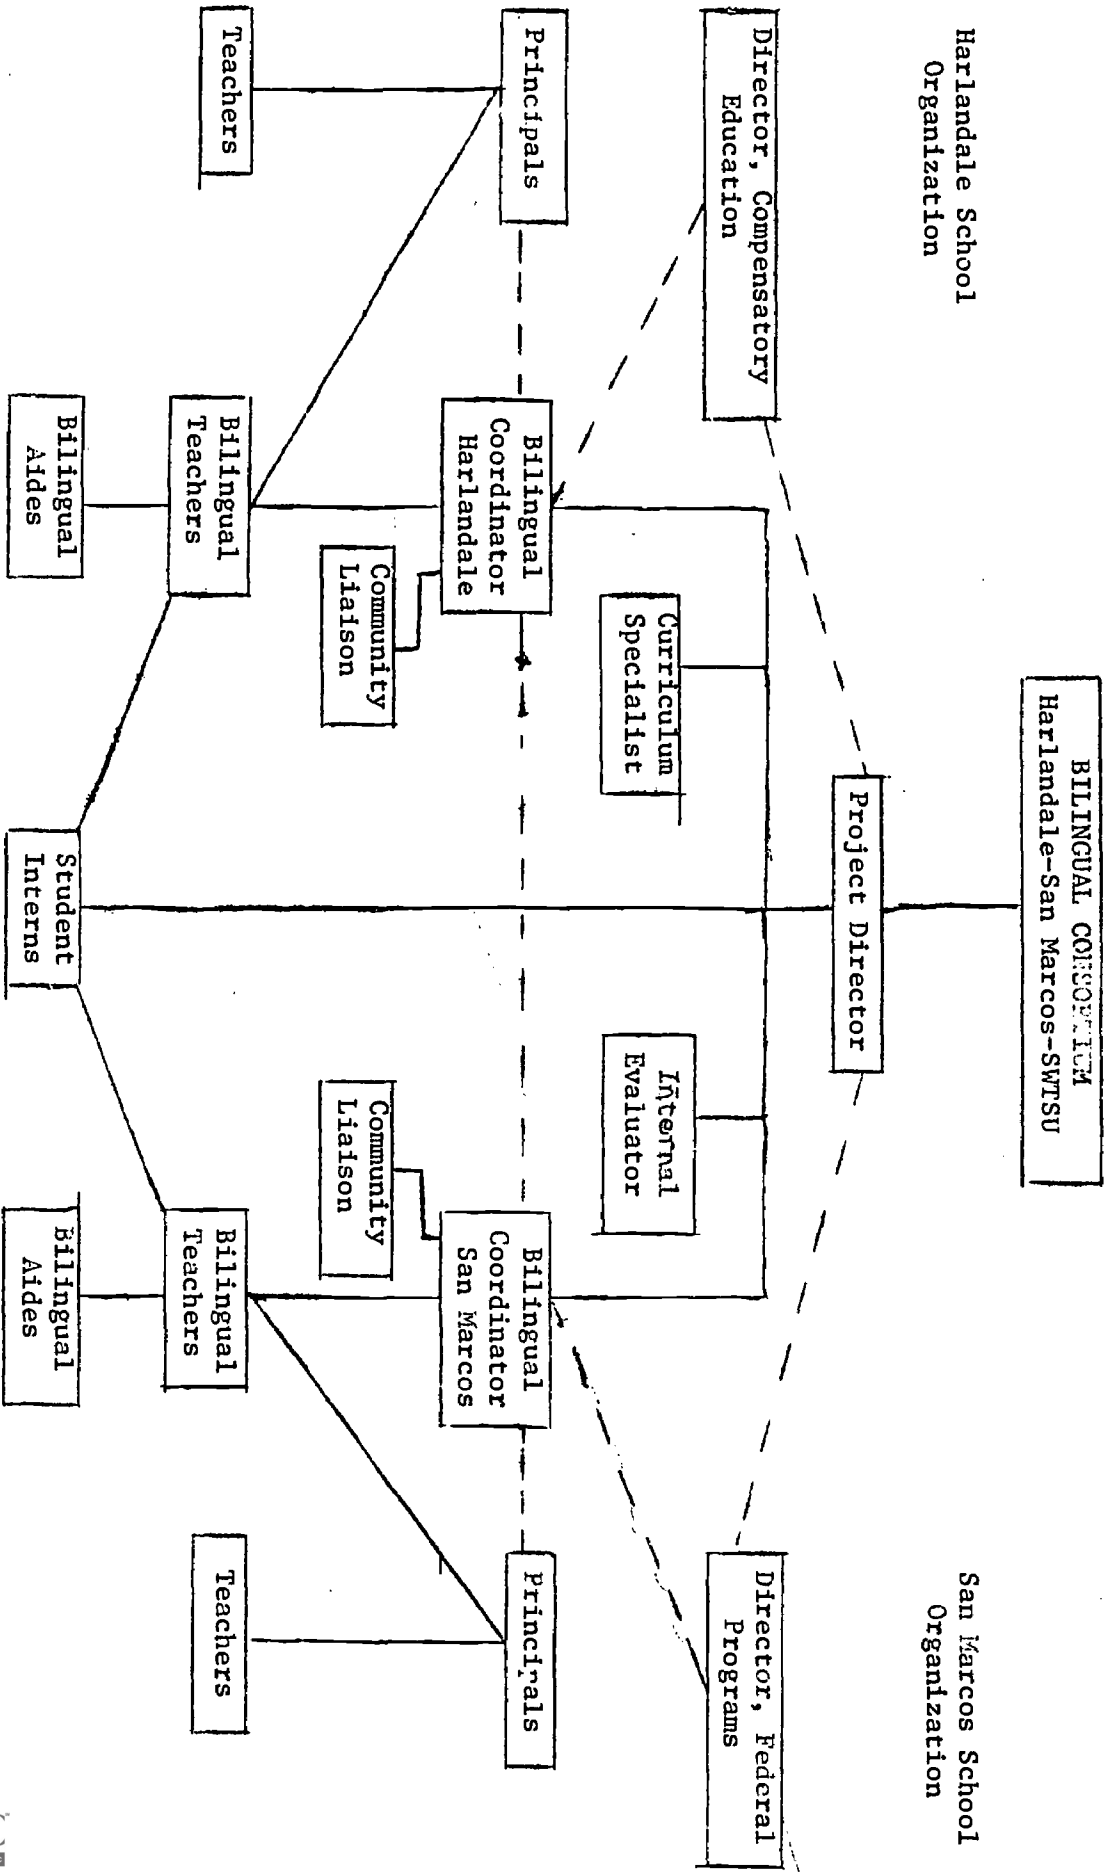 BILINGUAL CONSORTIUM
Harlandale-San Marcos-SWTSU
Harlandale School
Organization
San Marcos School
Organization
Project Director
Director, Compensatory
Education
Director, Federal
Programs
Curriculum
Specialist
Internal
Evaluator
Principals
Bilingual
Coordinator
Harlandale
Bilingual
Coordinator
San Marcos
Principals
Community
Liaison
Community
Liaison
Teachers
Bilingual
Teachers
Bilingual
Teachers
Teachers
Bilingual
Aides
Student
Interns
Bilingual
Aides